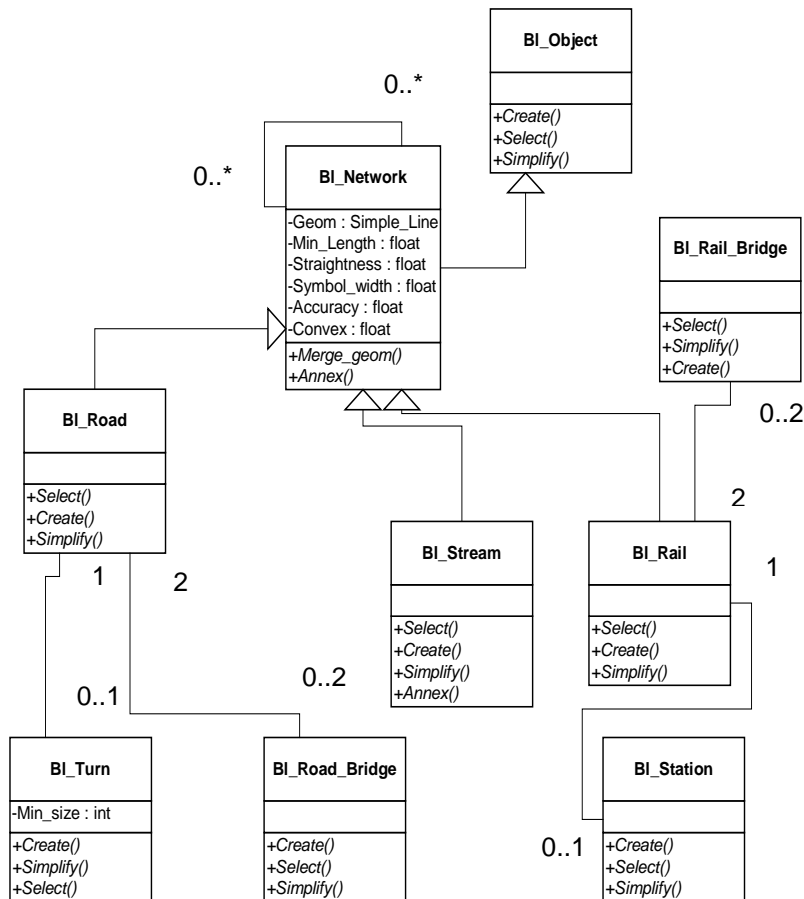 BI_Object
+Create()
+Select()
+Simplify()
0..*
0..*
BI_Network
-Geom : Simple_Line
-Min_Length : float
-Straightness : float
-Symbol_width : float
-Accuracy : float
-Convex : float
+Merge_geom()
+Annex()
BI_Rail_Bridge
+Select()
+Simplify()
+Create()
0..2
BI_Road
+Select()
+Create()
+Simplify()
1
2
BI_Stream
+Select()
+Create()
+Simplify()
+Annex()
2
BI_Rail
+Select()
+Create()
+Simplify()
1
0..1
0..2
BI_Turn
-Min_size : int
+Create()
+Simplify()
+Select()
BI_Road_Bridge
+Create()
+Select()
+Simplify()
0..1
BI_Station
+Create()
+Select()
+Simplify()